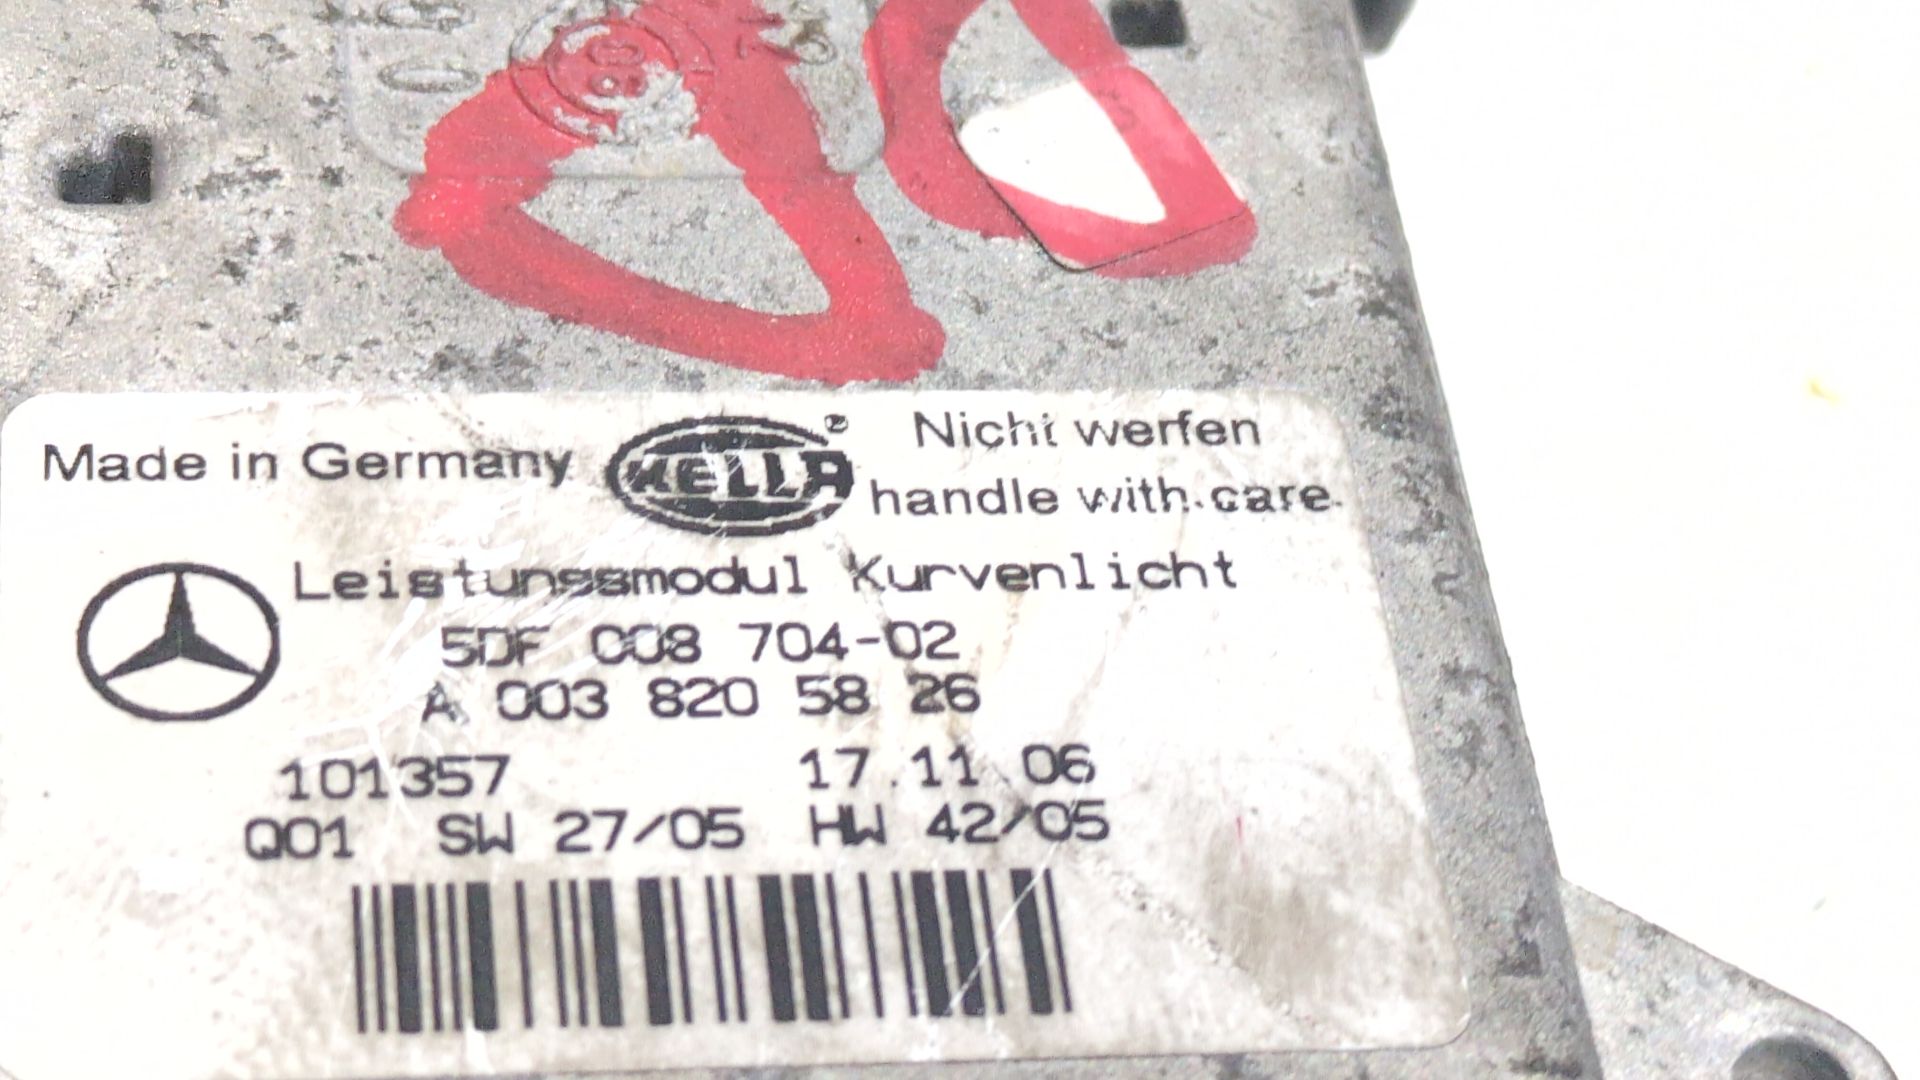 Made in Germany HELLA ® Nicht werfen
handle with care
Leistungsmodul Kurvenlicht
5DF 008 704-02
A 003 820 58 26
101357 17.11.06
Q01 SW 27/05 HW 42/05